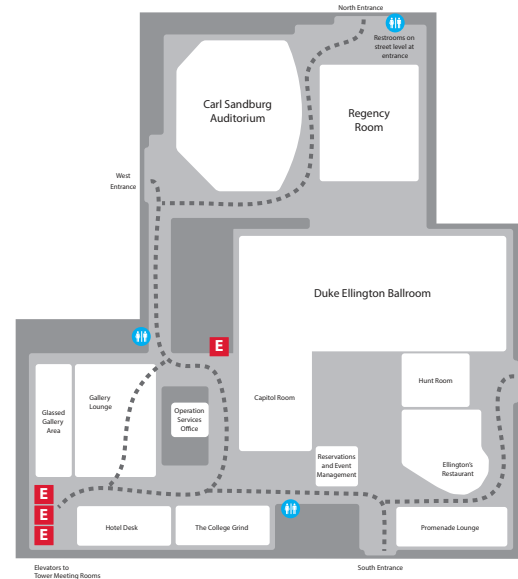 North Entrance
Restrooms on
street level at
entrance
Carl Sandburg
Auditorium
Regency
Room
West
Entrance
Duke Ellington Ballroom
E
Hunt Room
Gallery
Lounge
Capitol Room
Glassed
Gallery
Area
Operation
Services
Office
Ellington's
Restaurant
Reservations
and Event
Management
E
E
E
Hotel Desk
The College Grind
Promenade Lounge
Elevators to
Tower Meeting Rooms
South Entrance